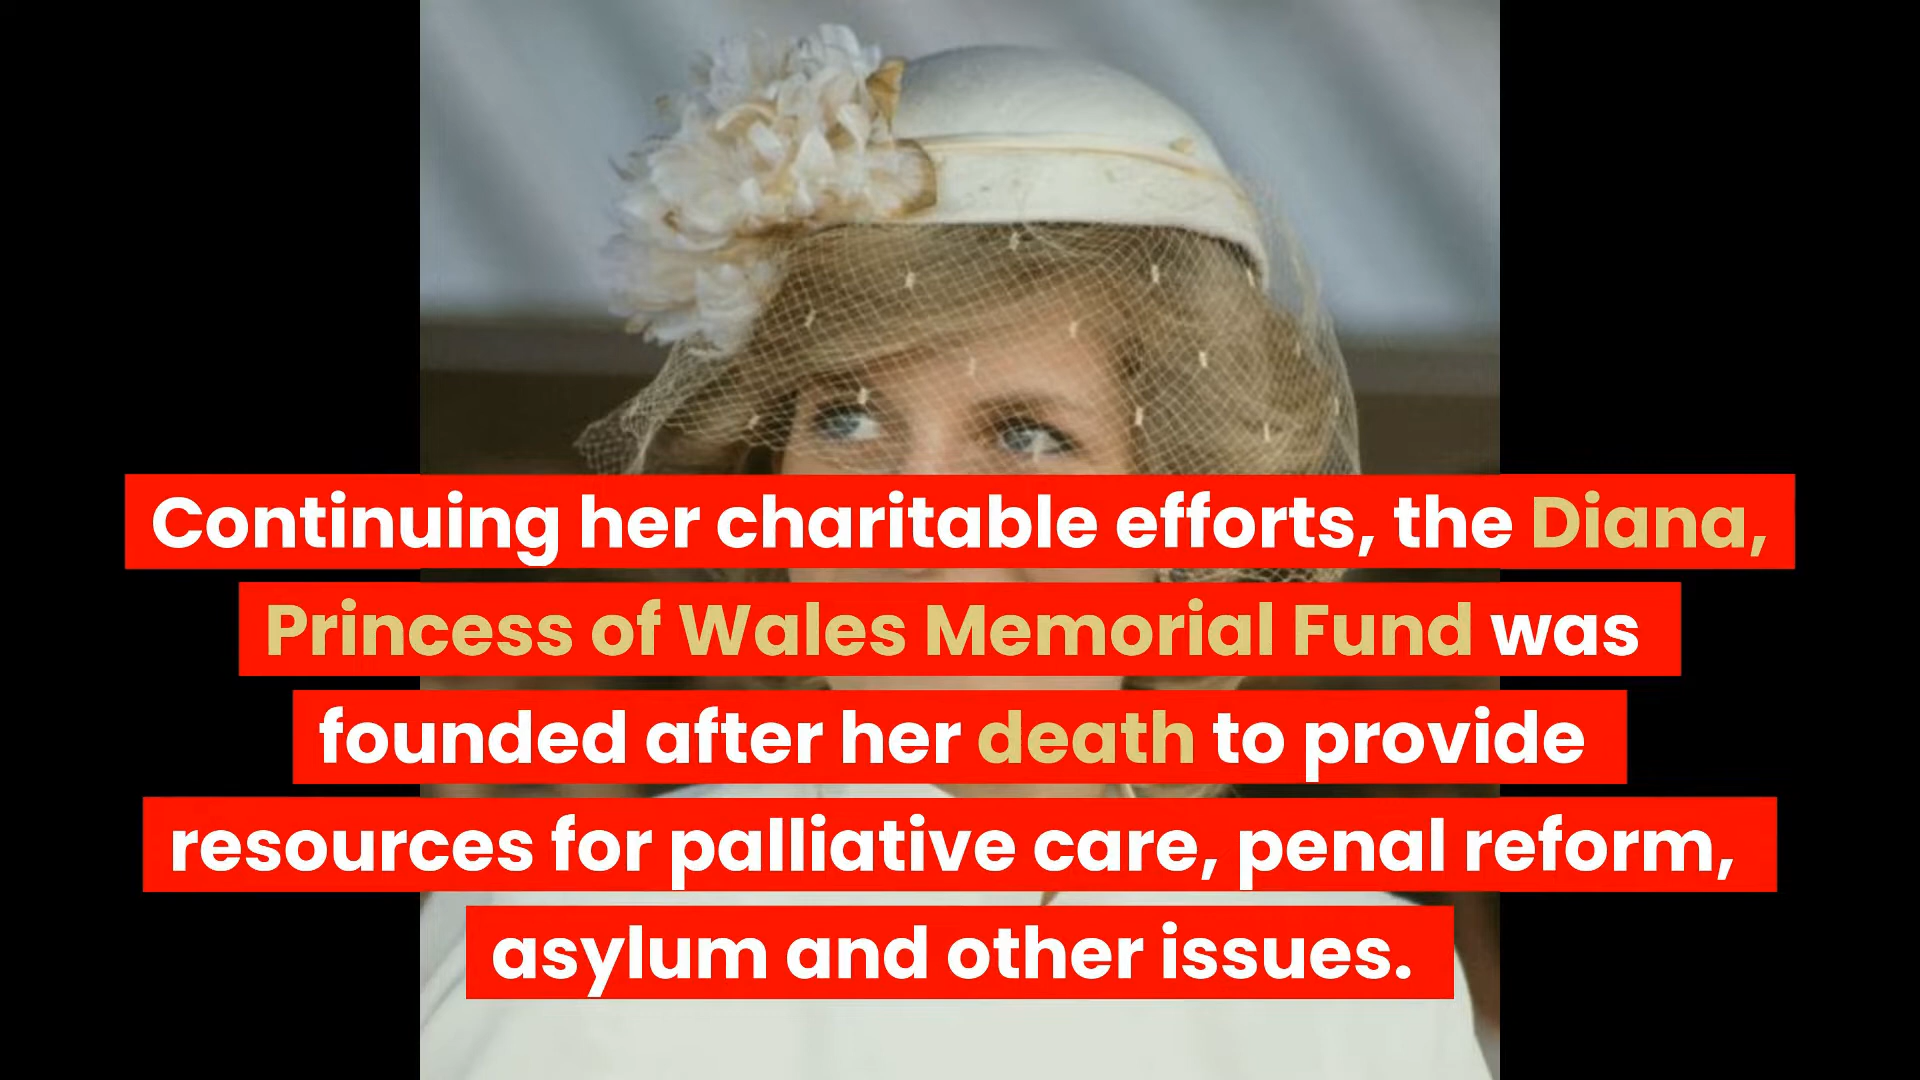 Continuing her charitable efforts, the Diana,
Princess of Wales Memorial Fund was
founded after her death to provide
resources for palliative care, penal reform,
asylum and other issues.